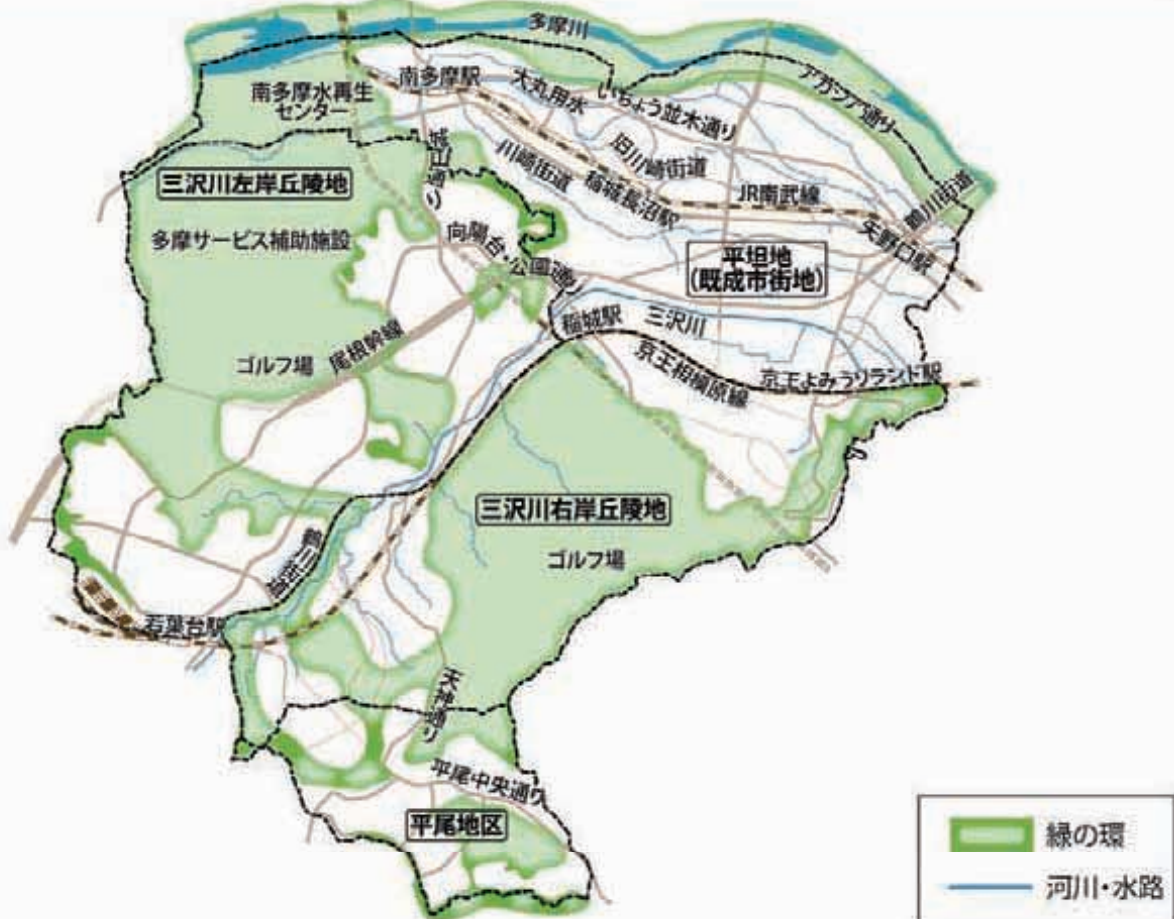 多摩川
南多摩駅
大丸用水
いちょう並木通り
アカシア通り
南多摩水再生
センター
城山通り
川崎街道
旧川崎街道
稲城長沼駅
JR南武線
鶴川街道
矢野口駅
三沢川左岸丘陵地
多摩サービス補助施設
向陽台・公園通り
平坦地
(既成市街地)
稲城駅
三沢川
京王相模原線
京王よみうりランド駅
ゴルフ場
尾根幹線
三沢川右岸丘陵地
ゴルフ場
鶴川街道
若葉台駅
天神通り
平尾中央通り
平尾地区
緑の環
河川・水路